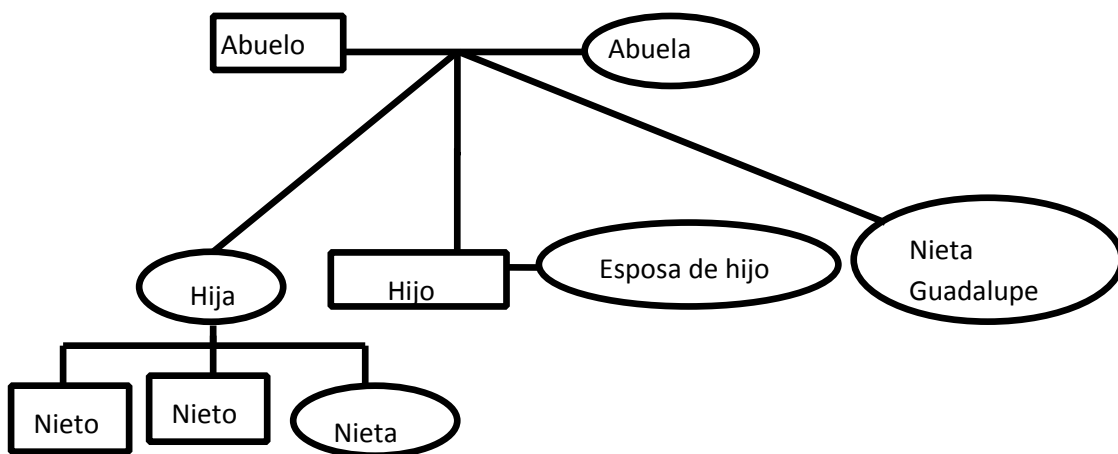 Abuelo
Abuela
Hija
Hijo
Esposa de hijo
Nieta
Guadalupe
Nieto
Nieto
Nieta